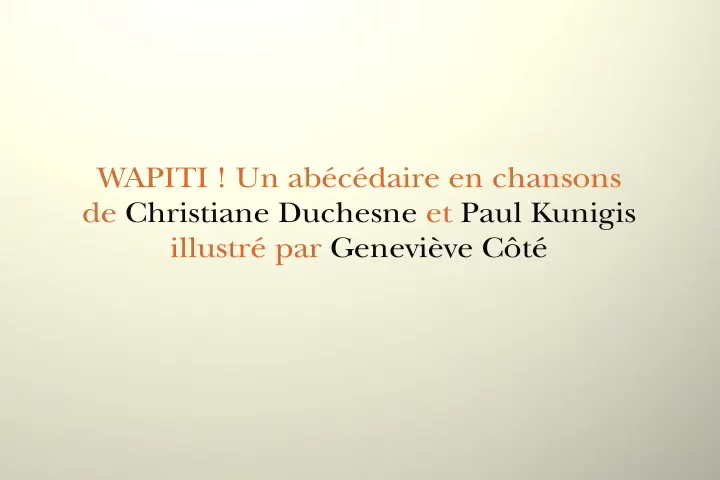 WAPITI ! Un abécédaire en chansons
de Christiane Duchesne et Paul Kunigis
illustré par Geneviève Côté